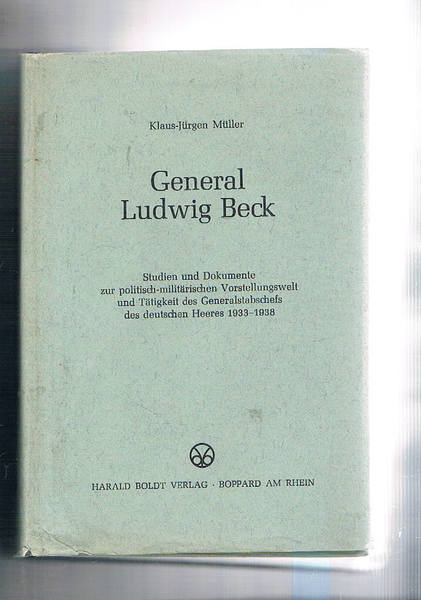 Klaus-Jürgen Müller
General
Ludwig Beck
Studien und Dokumente
zur politisch-militärischen Vorstellungswelt
und Tätigkeit des Generalstabschefs
des deutschen Heeres 1933-1938
HARALD BOLDT VERLAG · BOPPARD AM RHEIN